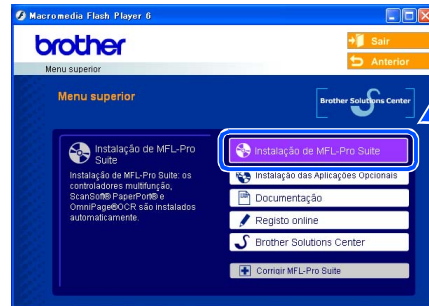 Macromedia Flash Player 6
brother
Sair
Anterior
Menu superior
Menu superior
Brother Solutions Center
Instalação de MFL-Pro
Suite
Instalação de MFL-Pro Suite: os
controladores multifunção,
ScanSoft® PaperPort® e
OmniPage®OCR são instalados
automaticamente.
Instalação de MFL-Pro Suite
Instalação das Aplicações Opcionais
Documentação
Registo online
Brother Solutions Center
Corrigir MFL-Pro Suite